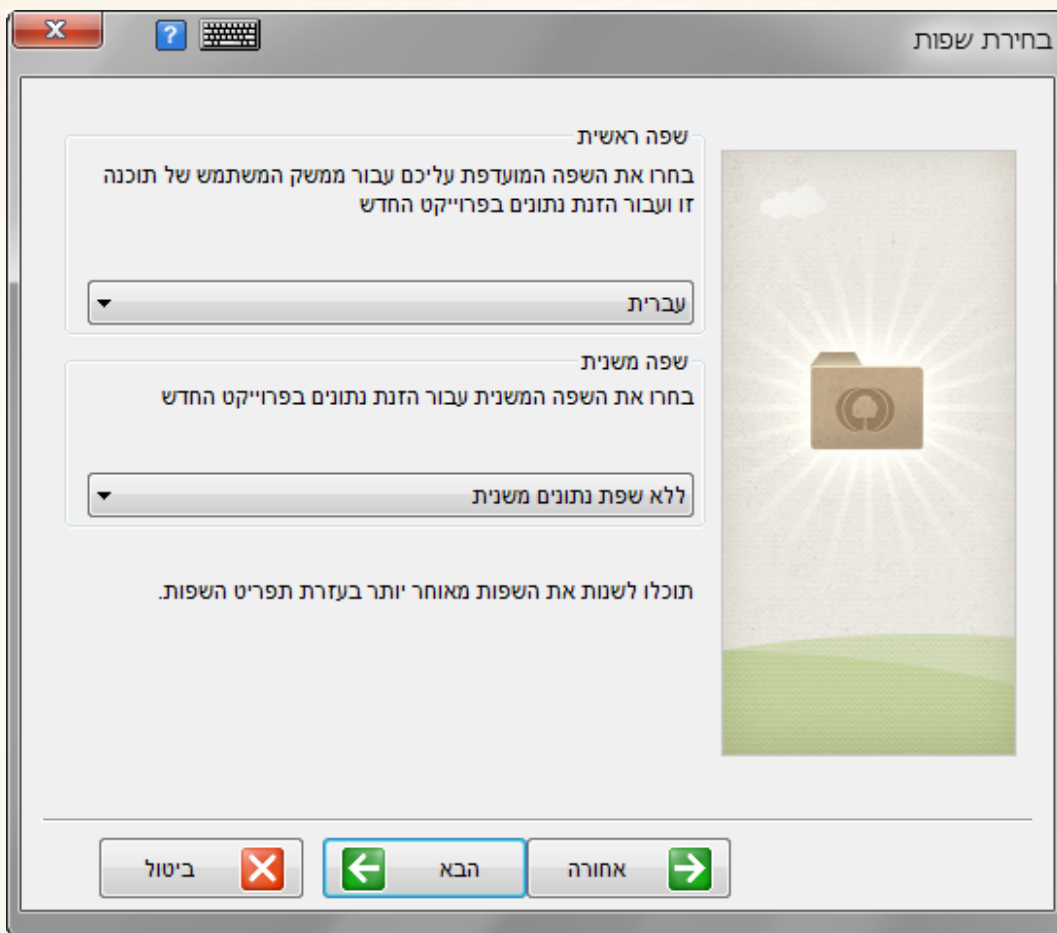 בחירת שפות
שפה ראשית
בחרו את השפה המועדפת עליכם עבור ממשק המשתמש של תוכנה
זו ועבור הזנת נתונים בפרוייקט החדש
עברית
שפה משנית
בחרו את השפה המשנית עבור הזנת נתונים בפרוייקט החדש
ללא שפת נתונים משנית
תוכלו לשנות את השפות מאוחר יותר בעזרת תפריט השפות.
אחורה
הבא
ביטול